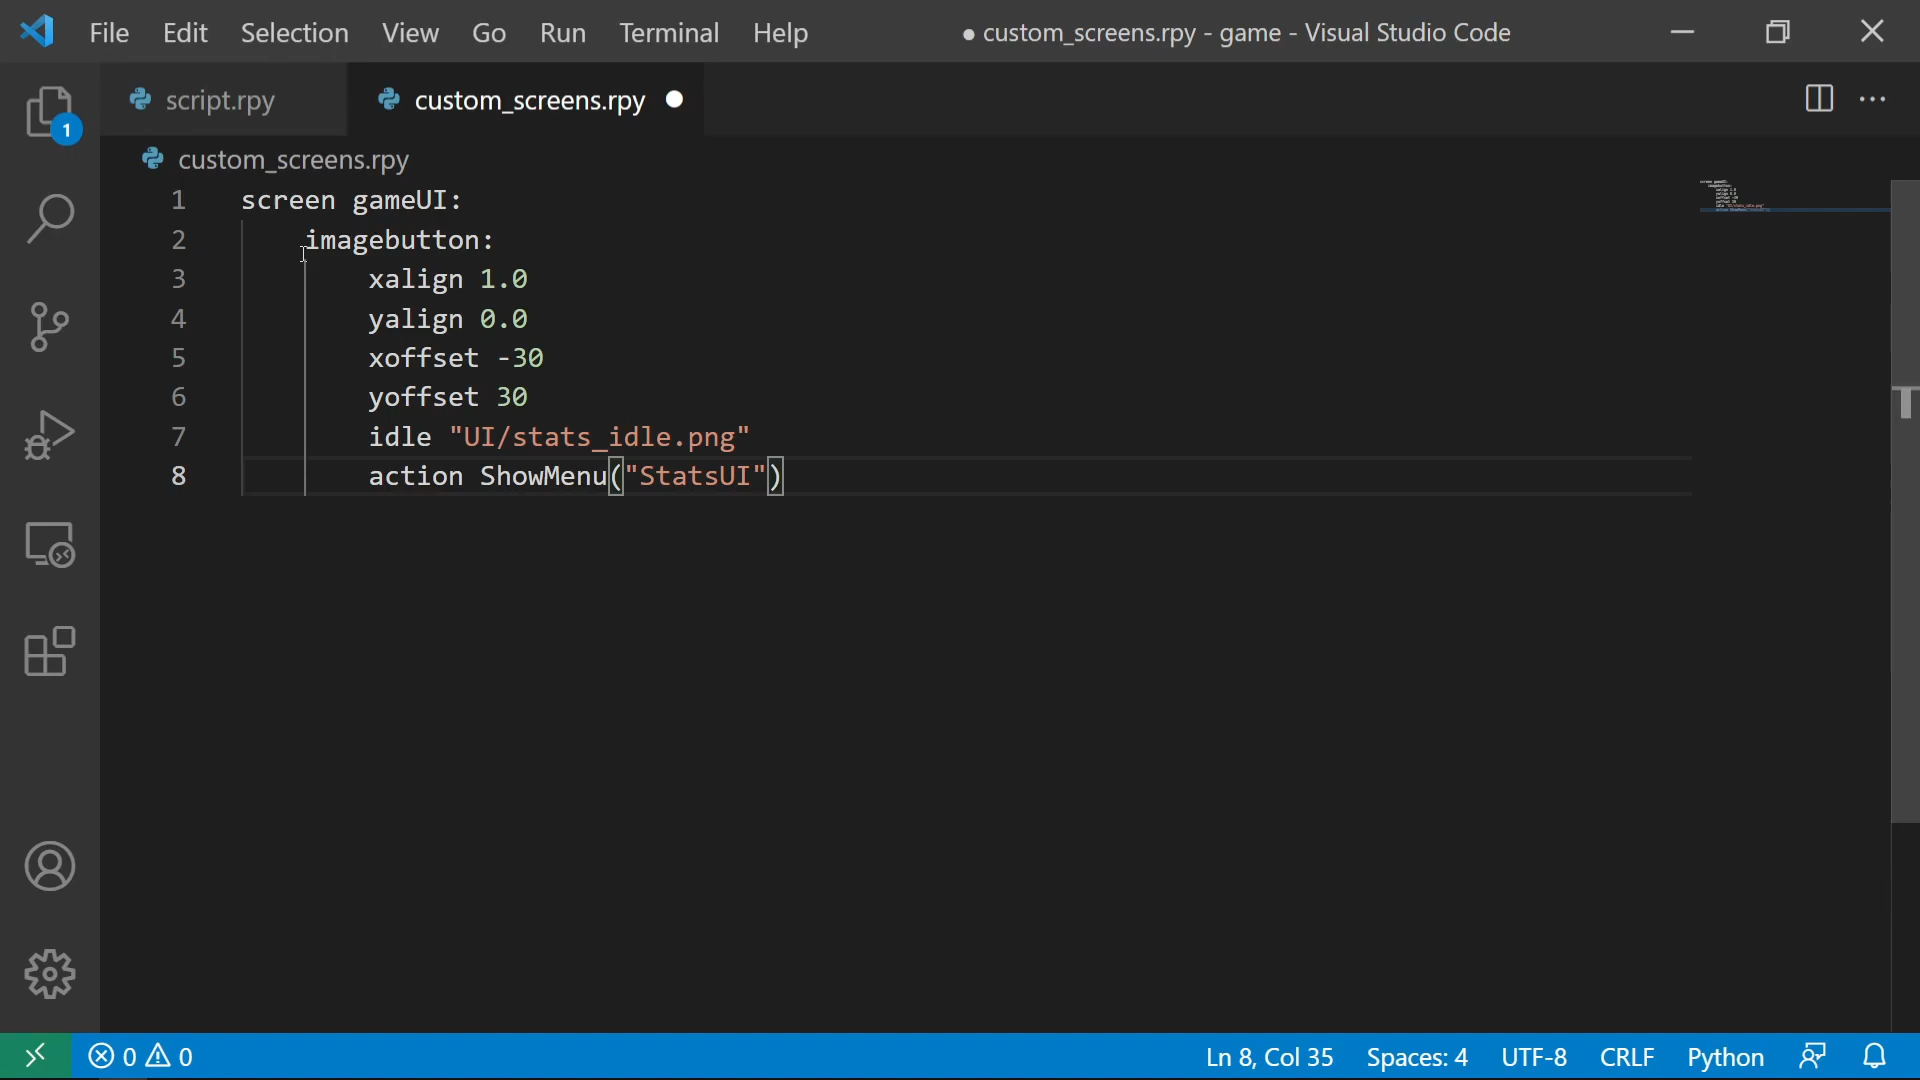 File Edit Selection View Go Run Terminal Help ● custom_screens.rpy - game - Visual Studio Code
script.rpy custom_screens.rpy
1
custom_screens.rpy
1 screen gameUI:
2 imagebutton:
3 xalign 1.0
4 yalign 0.0
5 xoffset -30
6 yoffset 30
7 idle "UI/stats_idle.png"
8 action ShowMenu("StatsUI")
0 0 Ln 8, Col 35 Spaces: 4 UTF-8 CRLF Python